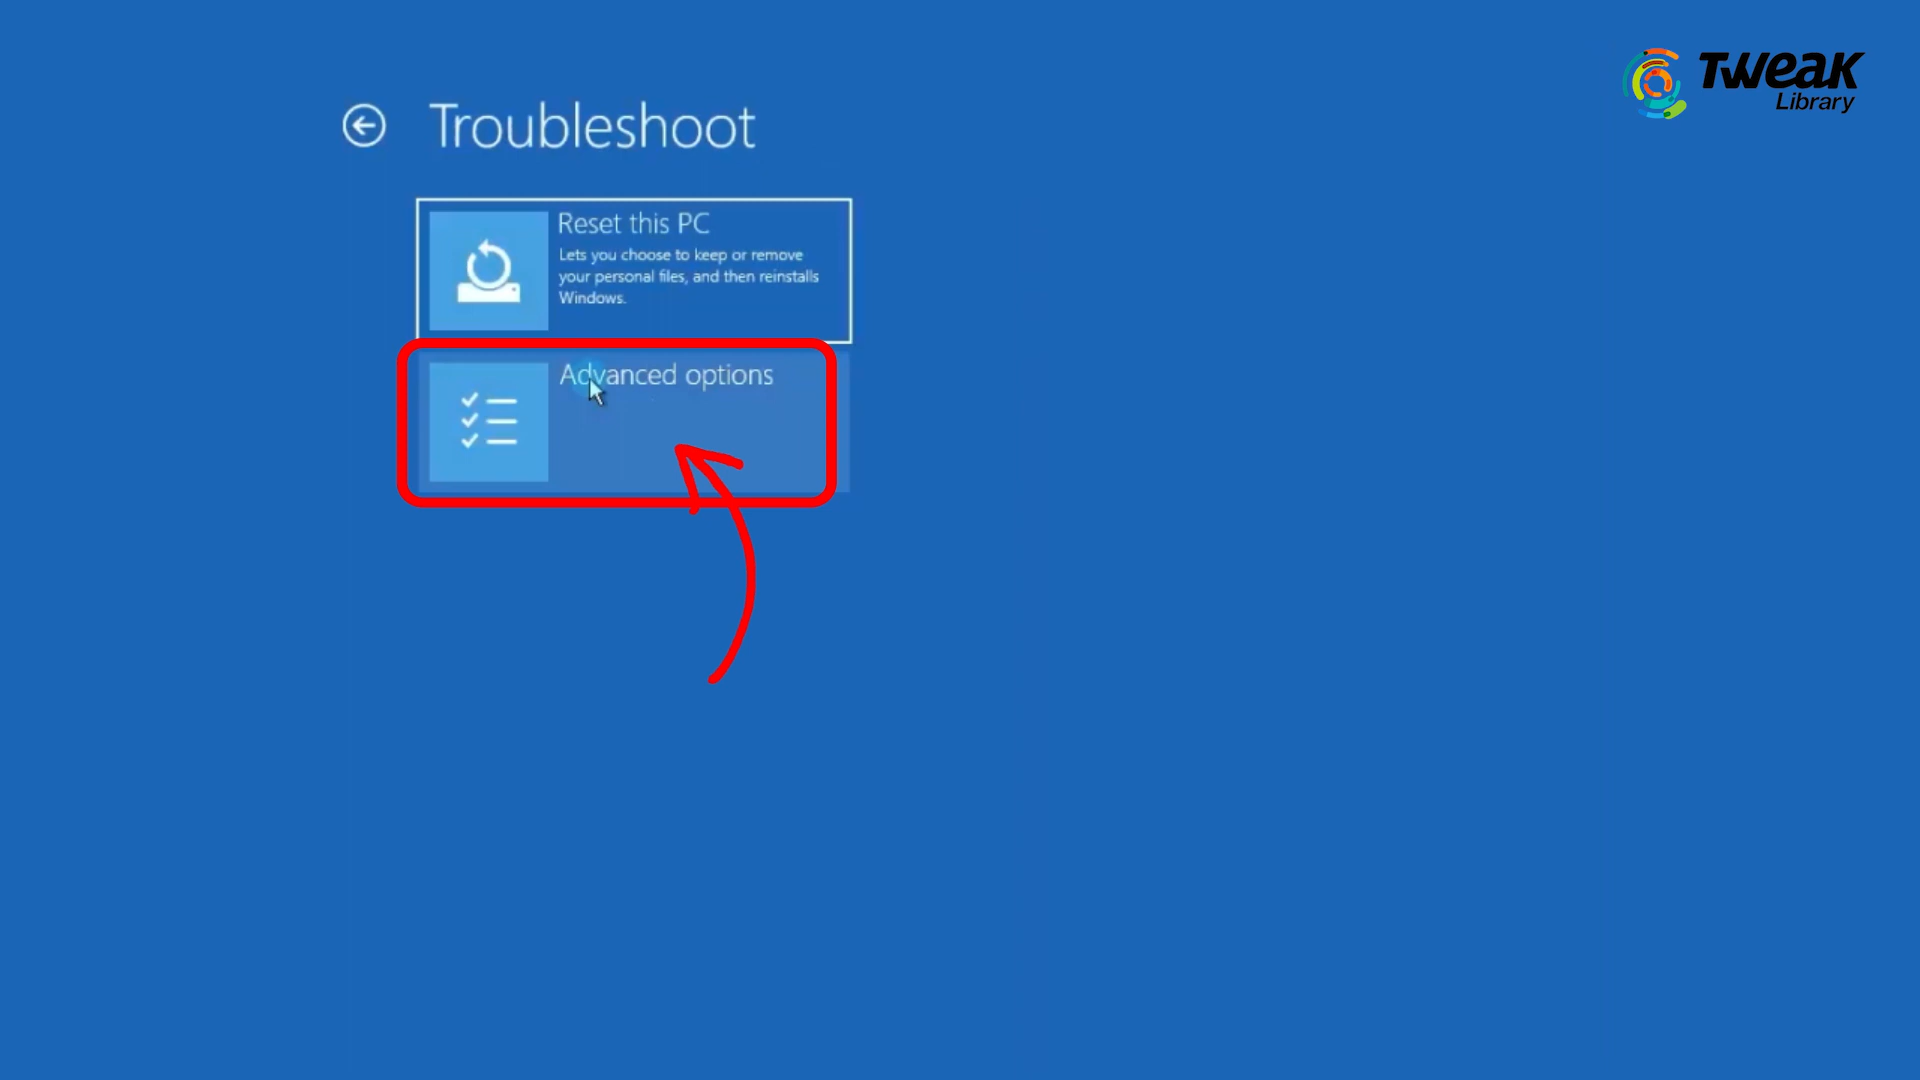 Tweak
Library
Troubleshoot
Reset this PC
Lets you choose to keep or remove
your personal files, and then reinstalls
Windows.
Advanced options